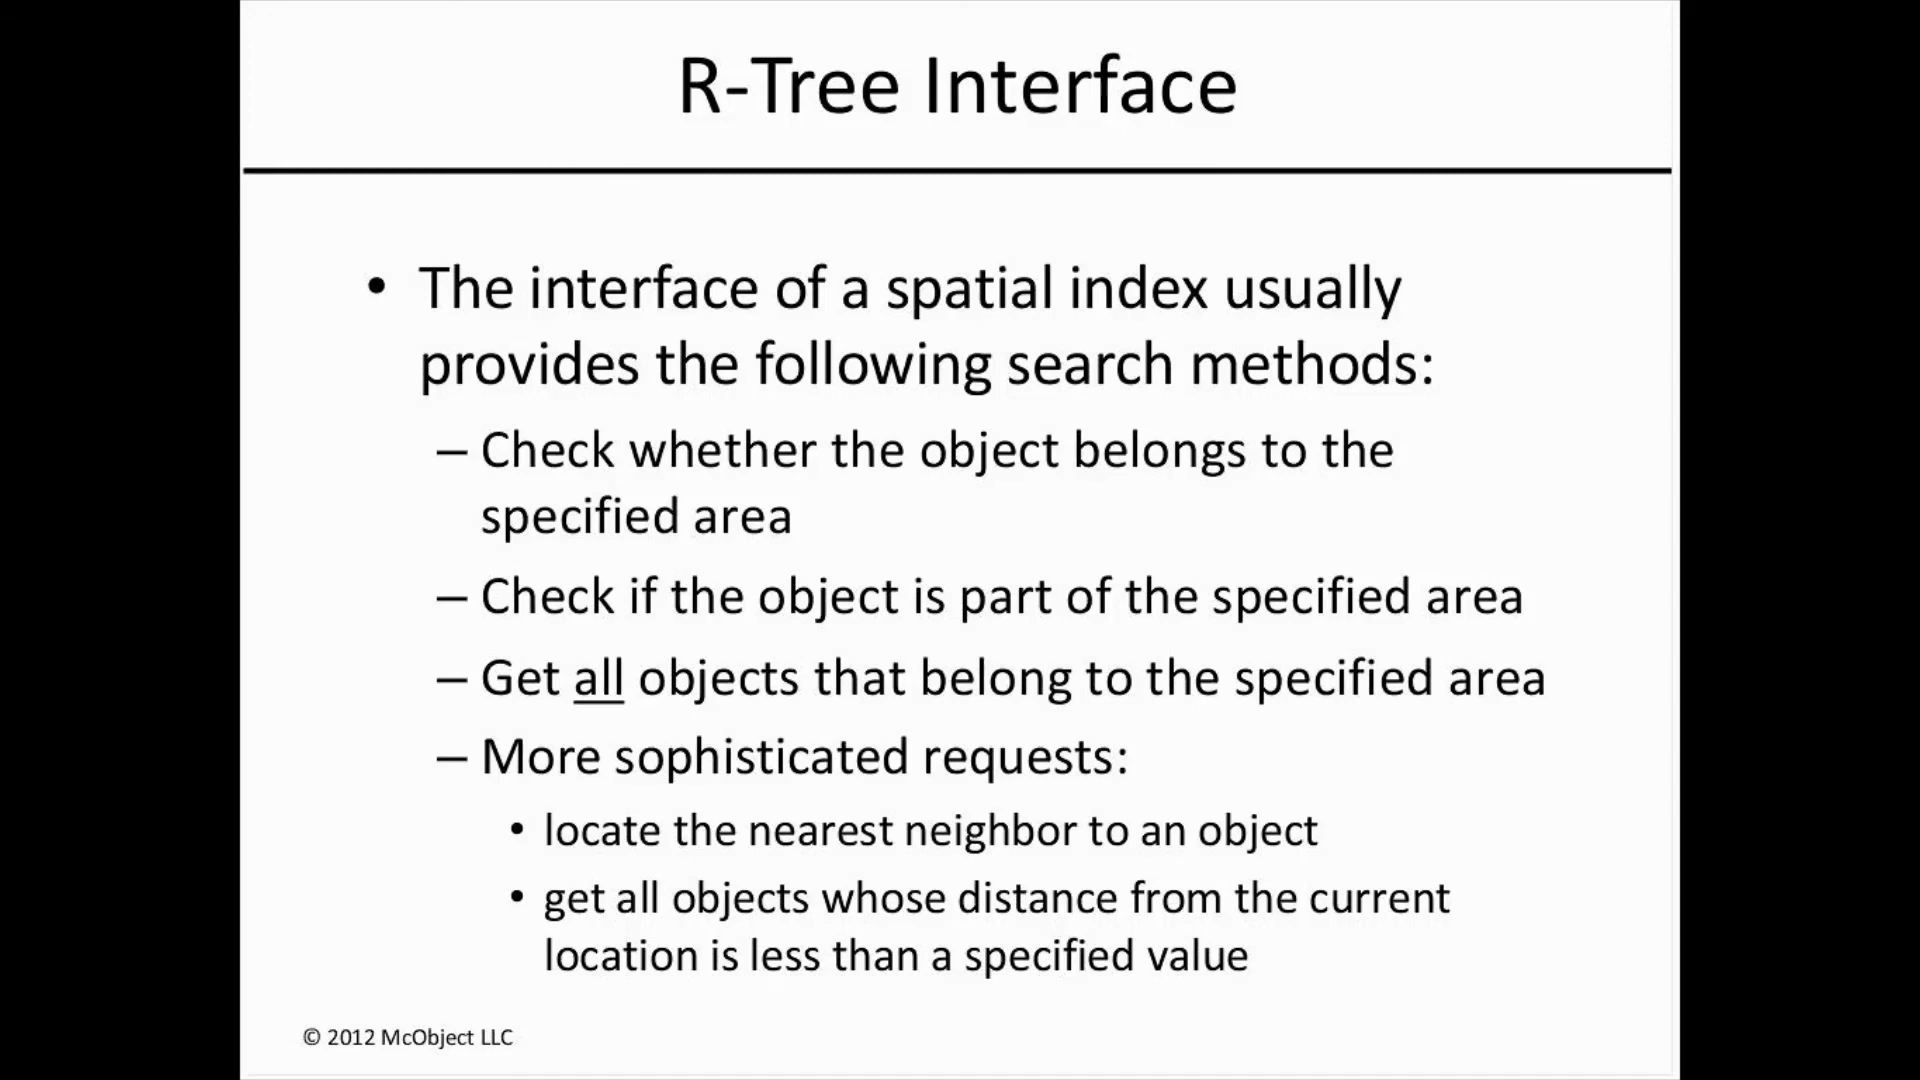 R-Tree Interface
• The interface of a spatial index usually
provides the following search methods:
– Check whether the object belongs to the
specified area
– Check if the object is part of the specified area
– Get all objects that belong to the specified area
– More sophisticated requests:
• locate the nearest neighbor to an object
• get all objects whose distance from the current
location is less than a specified value
© 2012 McObject LLC